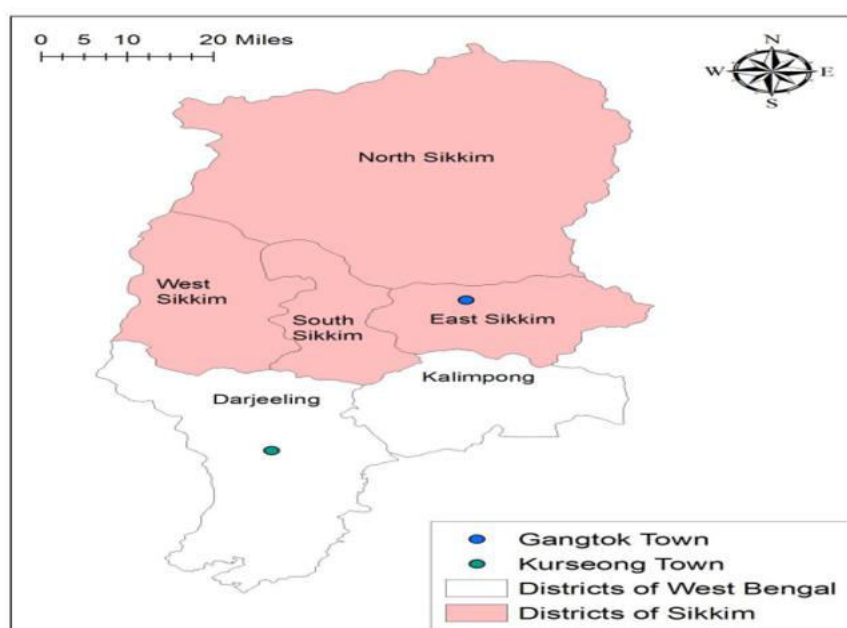 0 5 10 20 Miles
N
W E
S
North Sikkim
West
Sikkim
South
Sikkim
East Sikkim
Kalimpong
Darjeeling
Gangtok Town
Kurseong Town
Districts of West Bengal
Districts of Sikkim